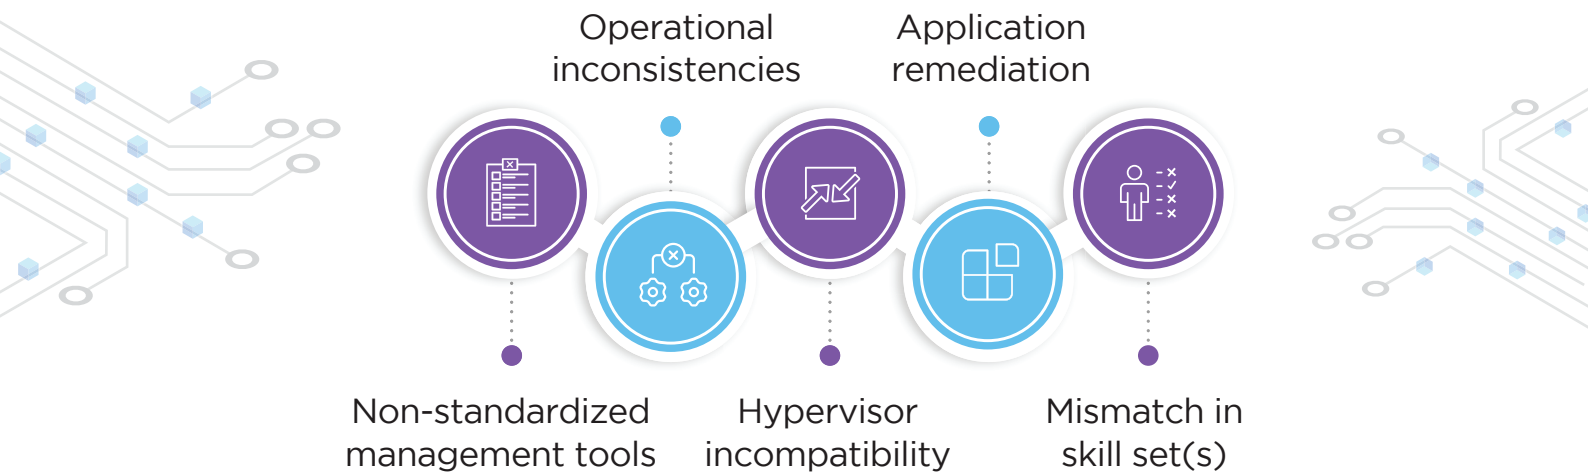 Operational
inconsistencies
Application
remediation
Non-standardized
management tools
Hypervisor
incompatibility
Mismatch in
skill set(s)